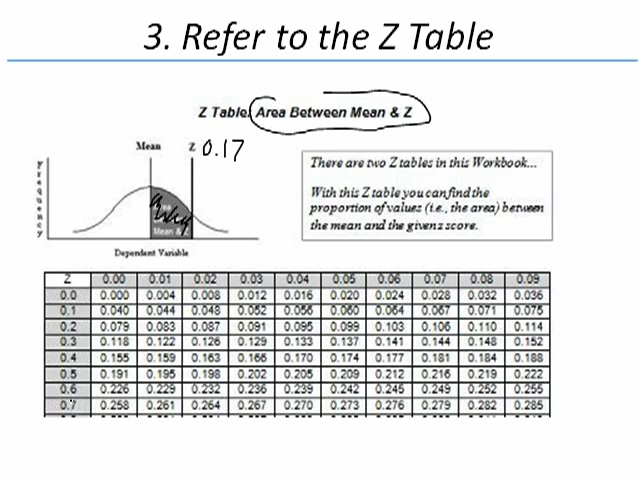 3. Refer to the Z Table
Z Table: Area Between Mean & Z
Mean Z 0.17
Frequency
Mean &
Dependent Variable
There are two Z tables in this Workbook...
With this Z table you can find the
proportion of values (i.e., the area) between
the mean and the given z score.
Z 0.00 0.01 0.02 0.03 0.04 0.05 0.06 0.07 0.08 0.09
0.0 0.000 0.004 0.008 0.012 0.016 0.020 0.024 0.028 0.032 0.036
0.1 0.040 0.044 0.048 0.052 0.056 0.060 0.064 0.067 0.071 0.075
0.2 0.079 0.083 0.087 0.091 0.095 0.099 0.103 0.106 0.110 0.114
0.3 0.118 0.122 0.126 0.129 0.133 0.137 0.141 0.144 0.148 0.152
0.4 0.155 0.159 0.163 0.166 0.170 0.174 0.177 0.181 0.184 0.188
0.5 0.191 0.195 0.198 0.202 0.205 0.209 0.212 0.216 0.219 0.222
0.6 0.226 0.229 0.232 0.236 0.239 0.242 0.245 0.249 0.252 0.255
0.7 0.258 0.261 0.264 0.267 0.270 0.273 0.276 0.279 0.282 0.285